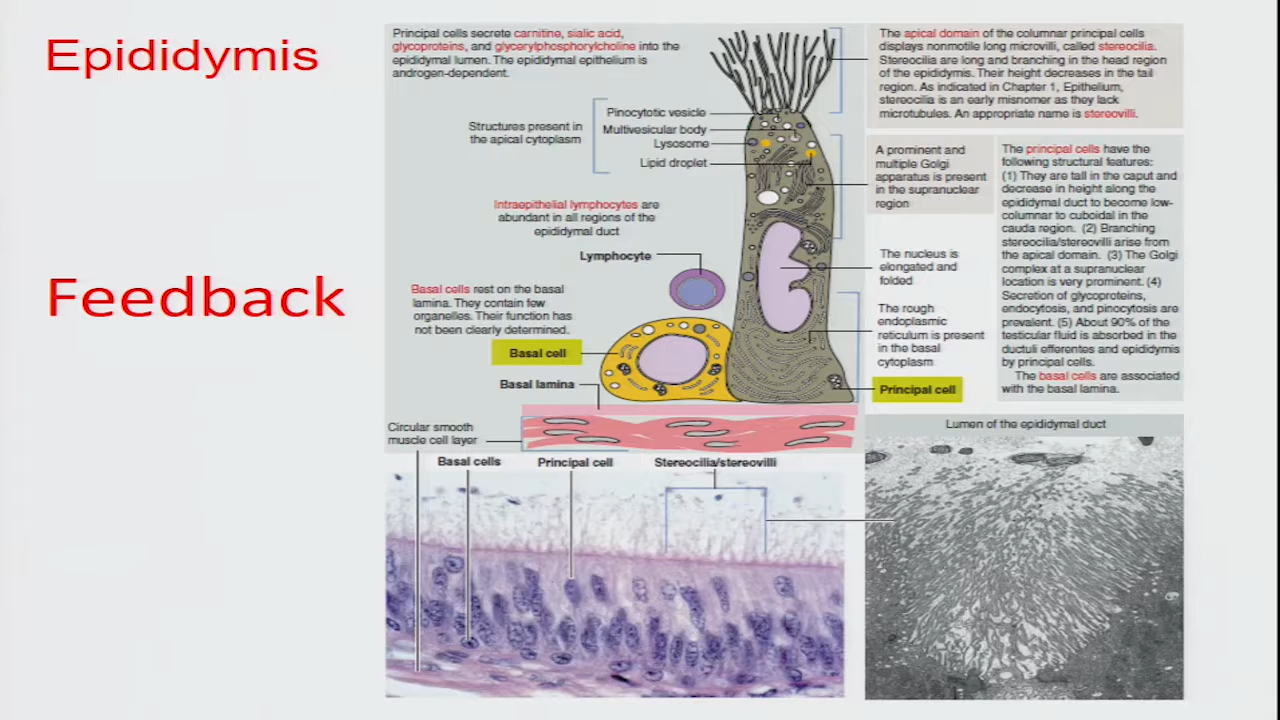 Epididymis
Feedback
Principal cells secrete carnitine, sialic acid,
glycoproteins, and glycerylphosphorylcholine into the
epididymal lumen. The epididymal epithelium is
androgen-dependent.
Structures present in
the apical cytoplasm
Pinocytotic vesicle
Multivesicular body
Lysosome
Lipid droplet
Intraepithelial lymphocytes are
abundant in all regions of the
epididymal duct
Lymphocyte
Basal cells rest on the basal
lamina. They contain few
organelles. Their function has
not been clearly determined.
Basal cell
Basal lamina
Circular smooth
muscle cell layer
The apical domain of the columnar principal cells
displays nonmotile long microvilli, called stereocilia.
Stereocilia are long and branching in the head region
of the epididymis. Their height decreases in the tail
region. As indicated in Chapter 1, Epithelium,
stereocilia is an early misnomer as they lack
microtubules. An appropriate name is stereovilli.
A prominent and
multiple Golgi
apparatus is present
in the supranuclear
region
The nucleus is
elongated and
folded
The rough
endoplasmic
reticulum is present
in the basal
cytoplasm
Principal cell
The principal cells have the
following structural features:
(1) They are tall in the caput and
decrease in height along the
epididymal duct to become low-
columnar to cuboidal in the
cauda region. (2) Branching
stereocilia/stereovilli arise from
the apical domain. (3) The Golgi
complex at a supranuclear
location is very prominent. (4)
Secretion of glycoproteins,
endocytosis, and pinocytosis are
prevalent. (5) About 90% of the
testicular fluid is absorbed in the
ductuli efferentes and epididymis
by principal cells.
The basal cells are associated
with the basal lamina.
Basal cells
Principal cell
Stereocilia/stereovilli
Lumen of the epididymal duct